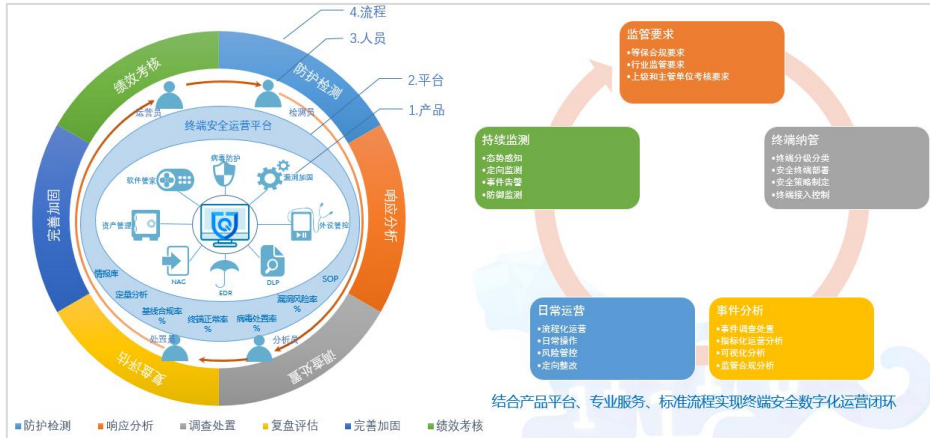 4.流程
3.人员
2.平台
1.产品
绩效考核
防护检测
运营员
检测员
终端安全运营平台
病毒防护
软件管家
漏洞加固
完善加固
资产管理
外设管控
响应分析
NAC
EDR
DLP
情报库
SOP
定量分析
漏洞风险率
%
基线合规率
%
终端正常率
%
病毒处置率
%
处置员
分析员
复盘评估
调查处置
防护检测
响应分析
调查处置
复盘评估
完善加固
绩效考核
监管要求
•等保合规要求
•行业监管要求
•上级和主管单位考核要求
持续监测
•态势感知
•定向监测
•事件告警
•防御监测
终端纳管
•终端分级分类
•安全终端部署
•安全策略制定
•终端接入控制
日常运营
•流程化运营
•日常操作
•风险管控
•定向整改
事件分析
•事件调查处置
•指标化运营分析
•可视化分析
•监管合规分析
结合产品平台、专业服务、标准流程实现终端安全数字化运营闭环